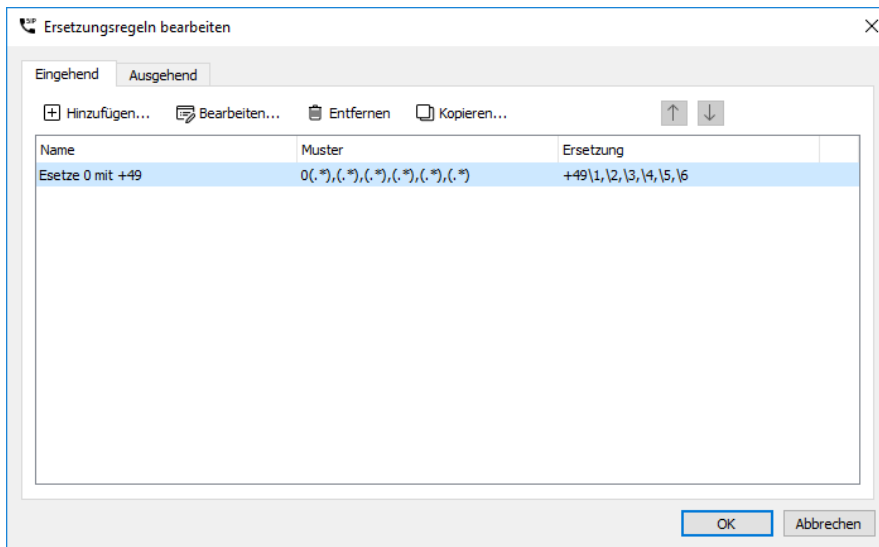 SIP
Ersetzungsregeln bearbeiten
Eingehend Ausgehend
Hinzufügen... Bearbeiten... Entfernen Kopieren...
Name Muster Ersetzung
Esetze 0 mit +49 0(.*),(.*),(.*),(.*),(.*),(.*) +49\1,\2,\3,\4,\5,\6
OK Abbrechen